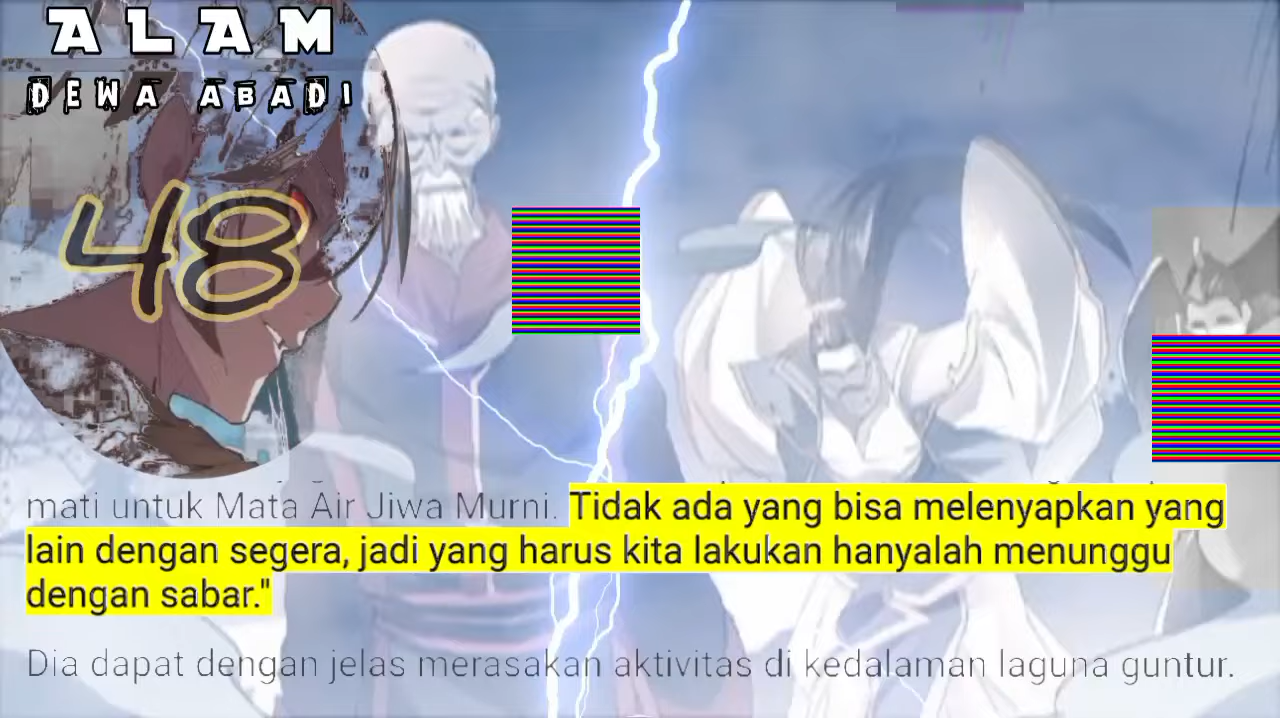 ALAM
DEWA ABADI
48
mati untuk Mata Air Jiwa Murni. Tidak ada yang bisa melenyapkan yang
lain dengan segera, jadi yang harus kita lakukan hanyalah menunggu
dengan sabar."
Dia dapat dengan jelas merasakan aktivitas di kedalaman laguna guntur.